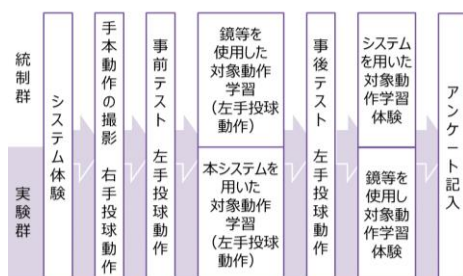 統制群
実験群
システム体験
手本動作の撮影 右手投球動作
事前テスト 左手投球動作
鏡等を
使用した
対象動作
学習
(左手投球
動作)
本システムを
用いた
対象動作
学習
(左手投球
動作)
事後テスト 左手投球動作
システム
を用いた
対象動
作学習
体験
鏡等を
使用し
対象動
作学習
体験
アンケート記入